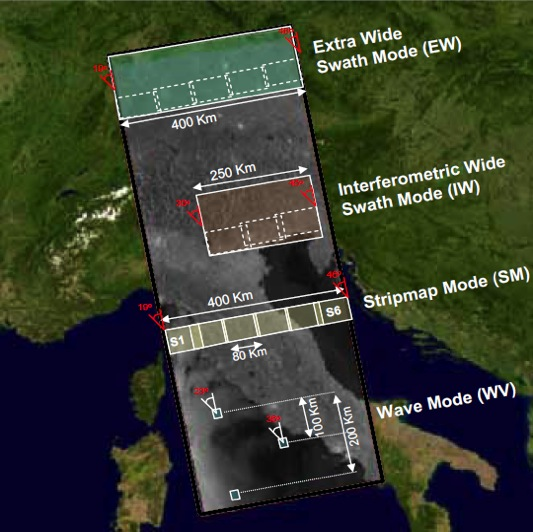 Extra Wide
Swath Mode (EW)
400 Km
250 Km
Interferometric Wide
Swath Mode (IW)
400 Km
Stripmap Mode (SM)
S1
S6
80 Km
100 Km
200 Km
Wave Mode (WV)